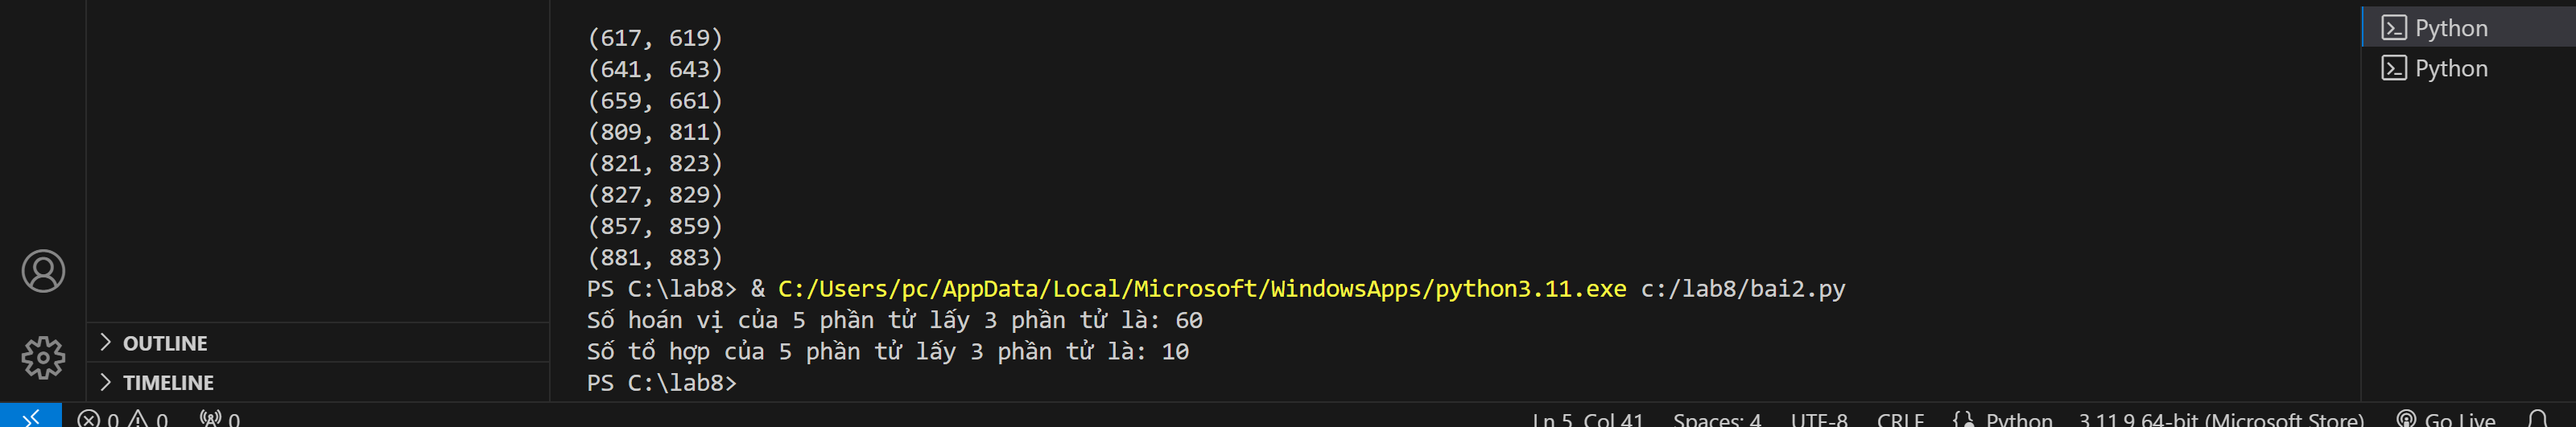 (617, 619)
(641, 643)
(659, 661)
(809, 811)
(821, 823)
(827, 829)
(857, 859)
(881, 883)
PS C:\lab8> & C:/Users/pc/AppData/Local/Microsoft/WindowsApps/python3.11.exe c:/lab8/bai2.py
Số hoán vị của 5 phần tử lấy 3 phần tử là: 60
Số tổ hợp của 5 phần tử lấy 3 phần tử là: 10
PS C:\lab8>
Python
Python
OUTLINE
TIMELINE
0 0 0
Ln 5, Col 41 Spaces: 4 UTF-8 CRLF Python 3.11.9 64-bit (Microsoft Store) Go Live